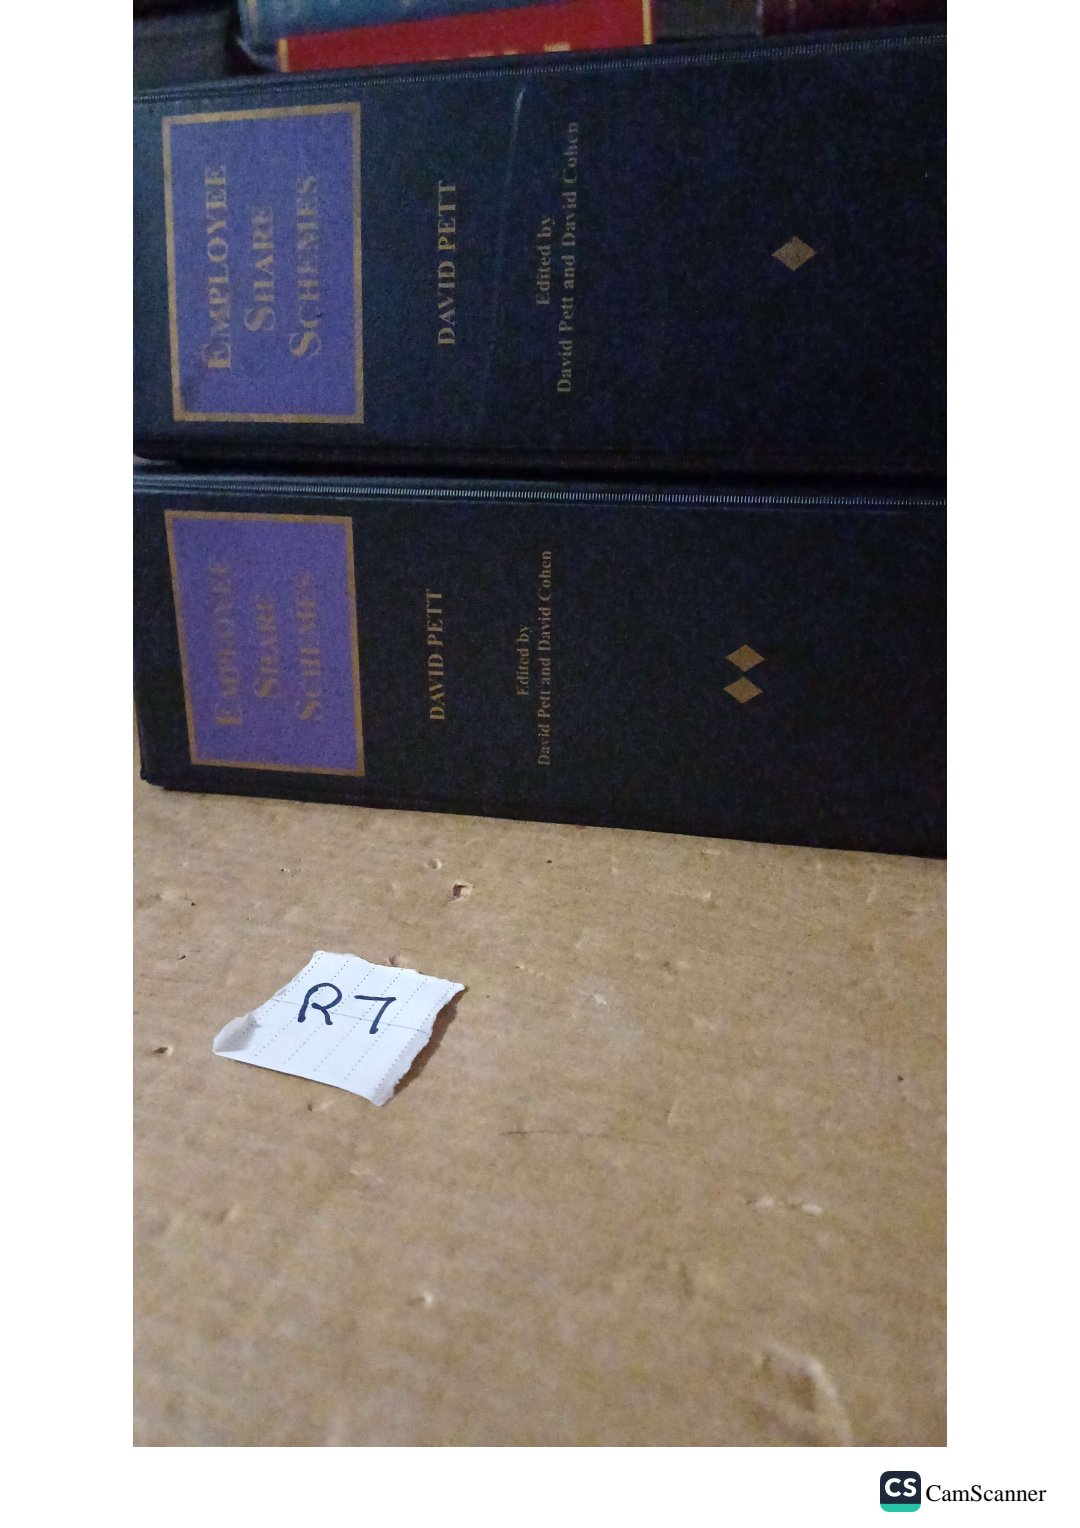 EMPLOYEE
SHARE
SCHEMES
DAVID PETT
Edited by
David Pett and David Cohen
EMPLOYEE
SHARE
SCHEMES
DAVID PETT
Edited by
David Pett and David Cohen
R7
CS CamScanner